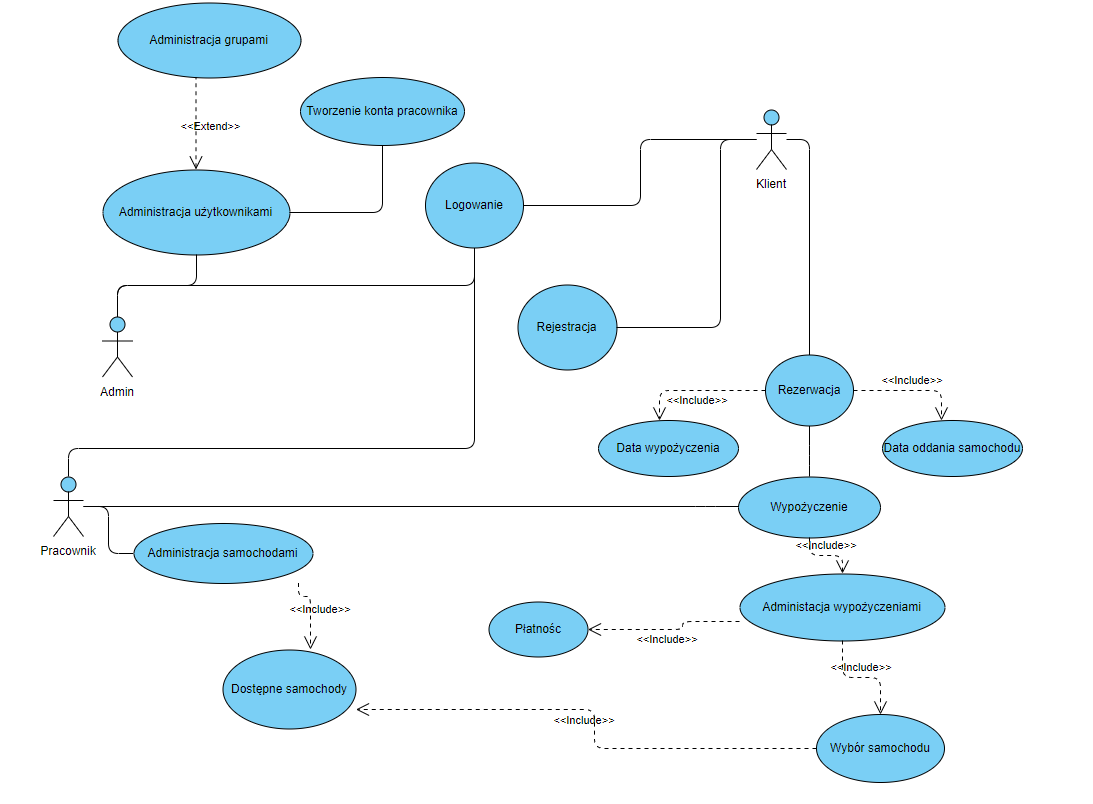 Administracja grupami
Tworzenie konta pracownika
<<Extend>>
Klient
Administracja użytkownikami
Logowanie
Rejestracja
Admin
Rezerwacja
<<Include>>
<<Include>>
Data wypożyczenia
Data oddania samochodu
Wypożyczenie
Pracownik
Administracja samochodami
<<Include>>
Administacja wypożyczeniami
<<Include>>
Płatnośc
<<Include>>
<<Include>>
Dostępne samochody
<<Include>>
Wybór samochodu